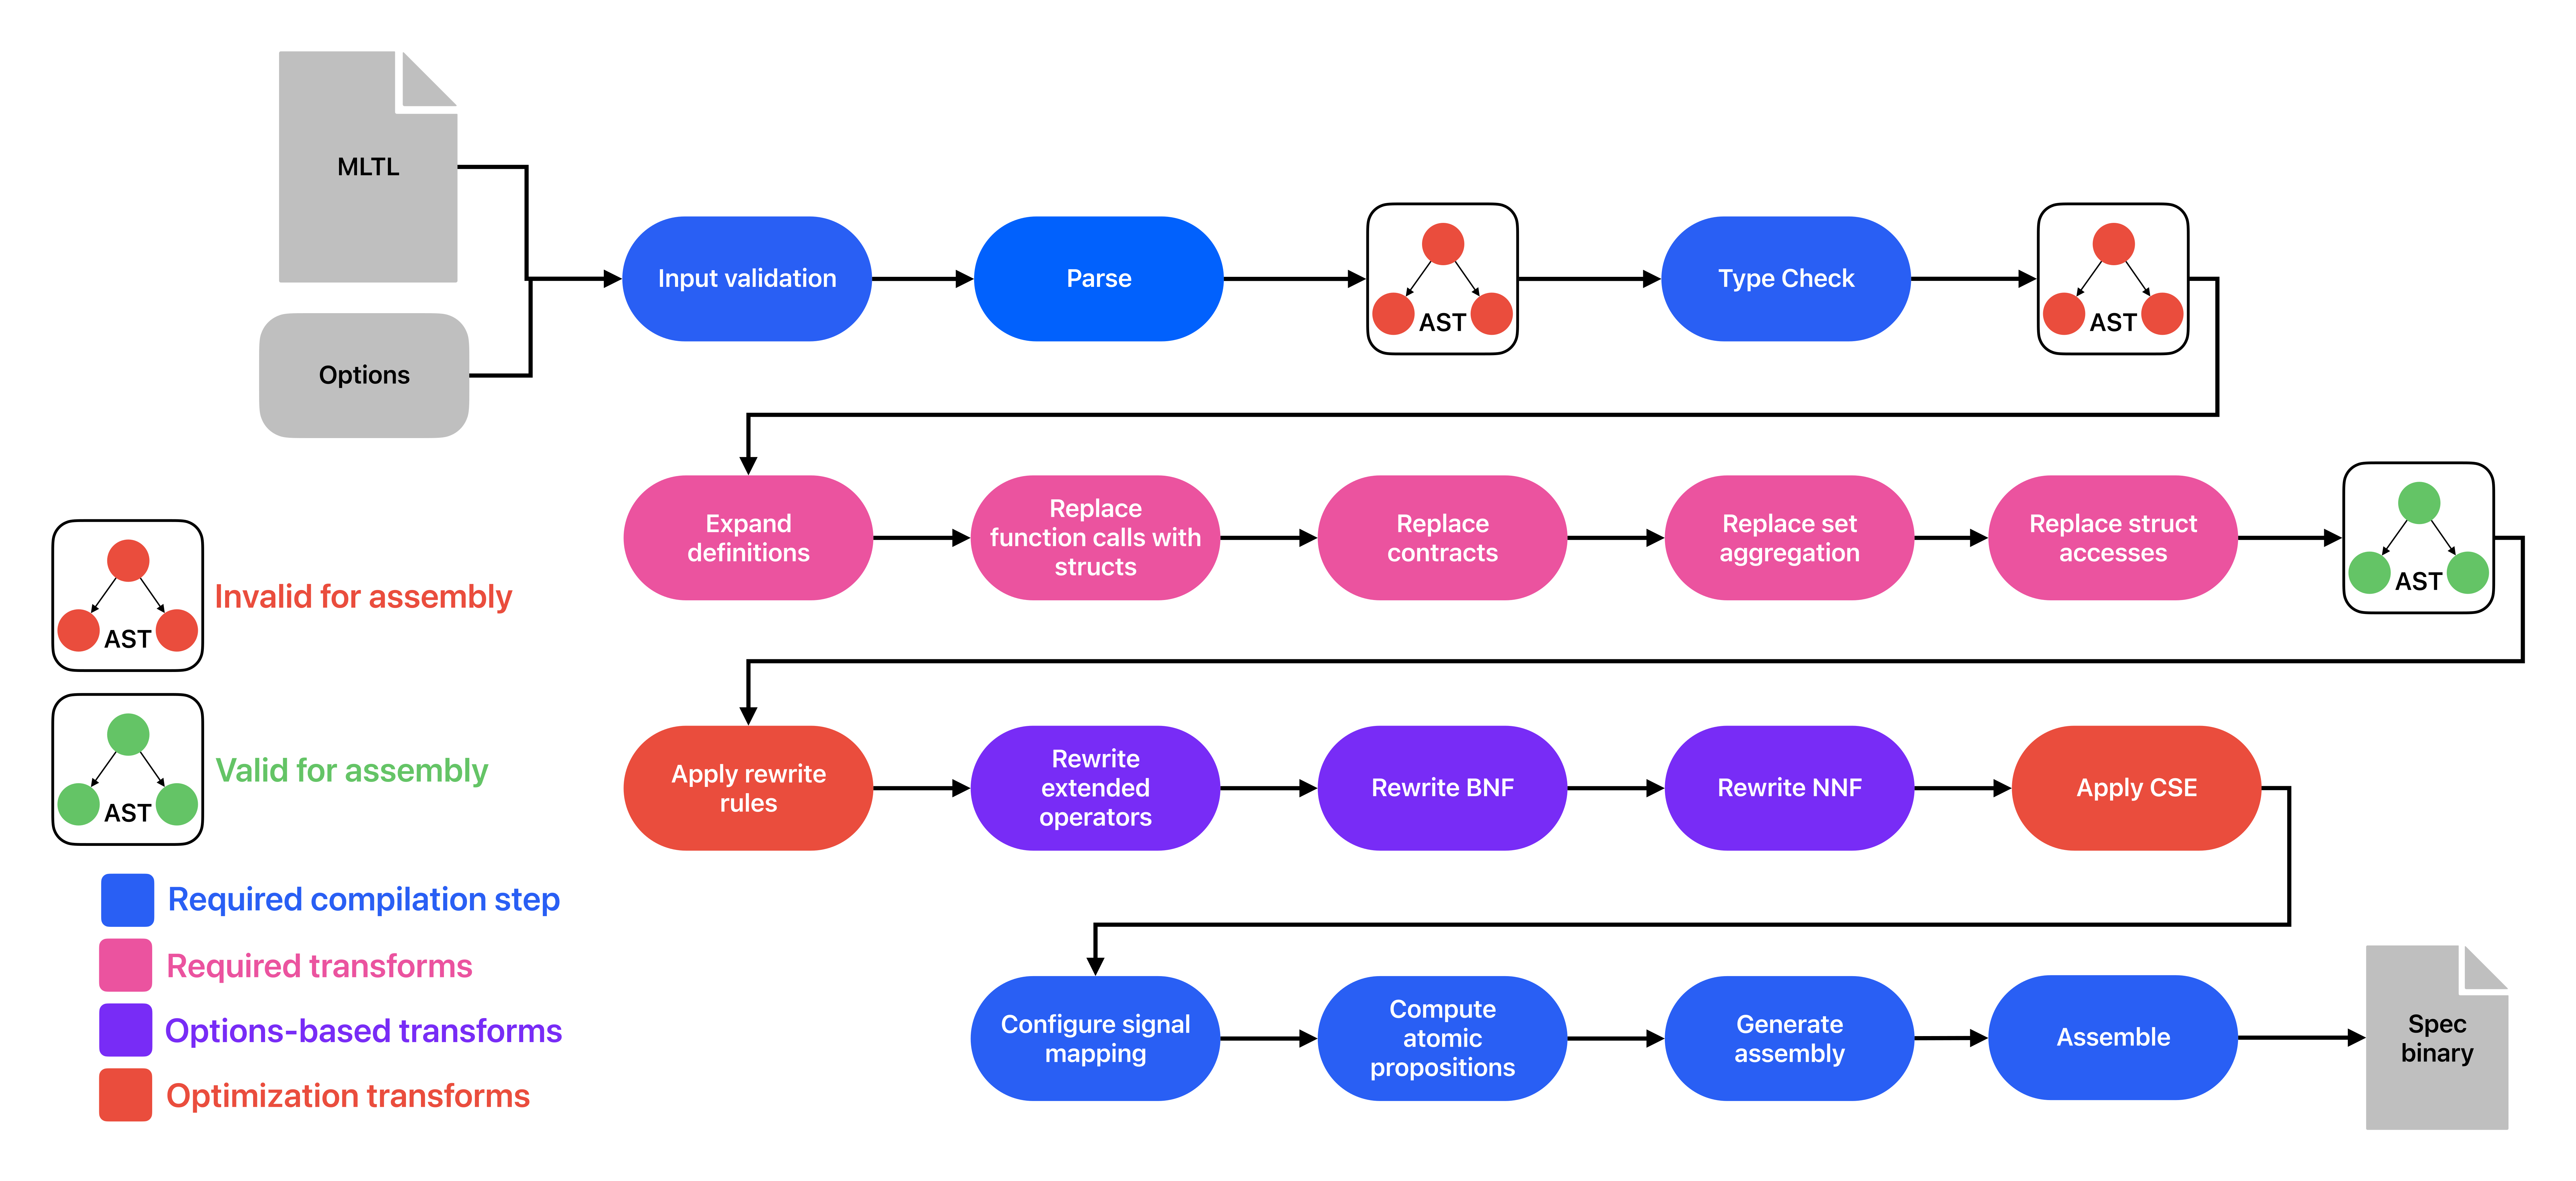 MLTL
Options
Input validation
Parse
AST
Type Check
AST
Expand
definitions
Replace
function calls with
structs
Replace
contracts
Replace set
aggregation
Replace struct
accesses
AST
AST
Invalid for assembly
AST
Valid for assembly
Apply rewrite
rules
Rewrite
extended
operators
Rewrite BNF
Rewrite NNF
Apply CSE
Required compilation step
Required transforms
Options-based transforms
Optimization transforms
Configure signal
mapping
Compute
atomic
propositions
Generate
assembly
Assemble
Spec
binary